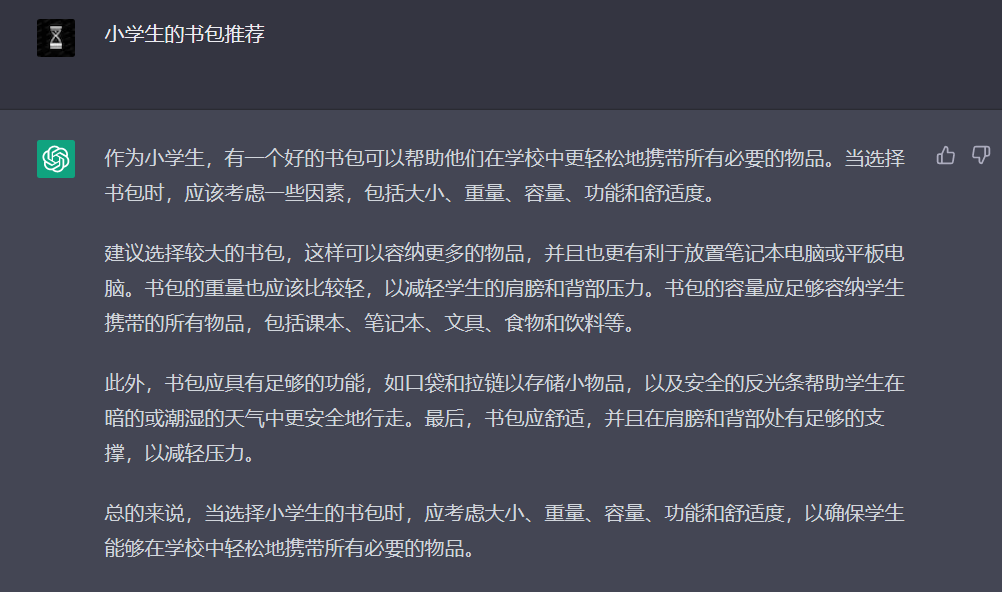 小学生的书包推荐
作为小学生，有一个好的书包可以帮助他们在学校中更轻松地携带所有必要的物品。当选择
书包时，应该考虑一些因素，包括大小、重量、容量、功能和舒适度。
建议选择较大的书包，这样可以容纳更多的物品，并且也更有利于放置笔记本电脑或平板电
脑。书包的重量也应该比较轻，以减轻学生的肩膀和背部压力。书包的容量应足够容纳学生
携带的所有物品，包括课本、笔记本、文具、食物和饮料等。
此外，书包应具有足够的功能，如口袋和拉链以存储小物品，以及安全的反光条帮助学生在
暗的或潮湿的天气中更安全地行走。最后，书包应舒适，并且在肩膀和背部处有足够的支
撑，以减轻压力。
总的来说，当选择小学生的书包时，应考虑大小、重量、容量、功能和舒适度，以确保学生
能够在学校中轻松地携带所有必要的物品。